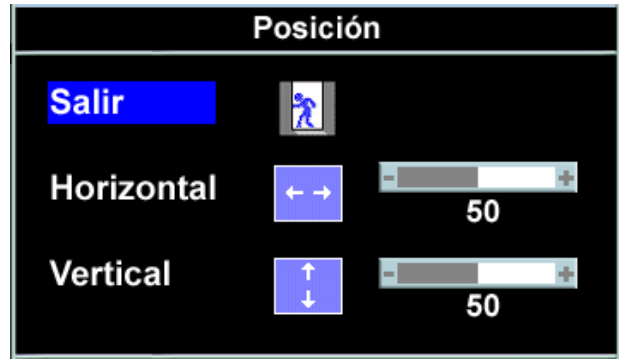 Posición
Salir
Horizontal
- +
50
Vertical
- +
50